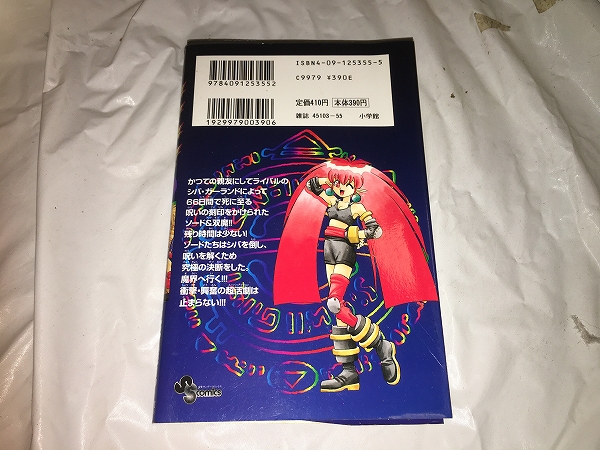 ISBN4-09-125355-5
C9979 ¥390E
9784091253552
定価410円 本体390円
雑誌 45103-55 小学館
1929979003906
かつての親友にしてライバルの
シバ・ガーランドによって
66日間で死に至る
呪いの刻印をかけられた
ソード&双魔!!
残り時間は少ない!
ソードたちはシバを倒し、
呪いを解くため
究極の決断をした。
魔界へ行く!!!
衝撃・興奮の超活劇は
止まらない!!!
comics